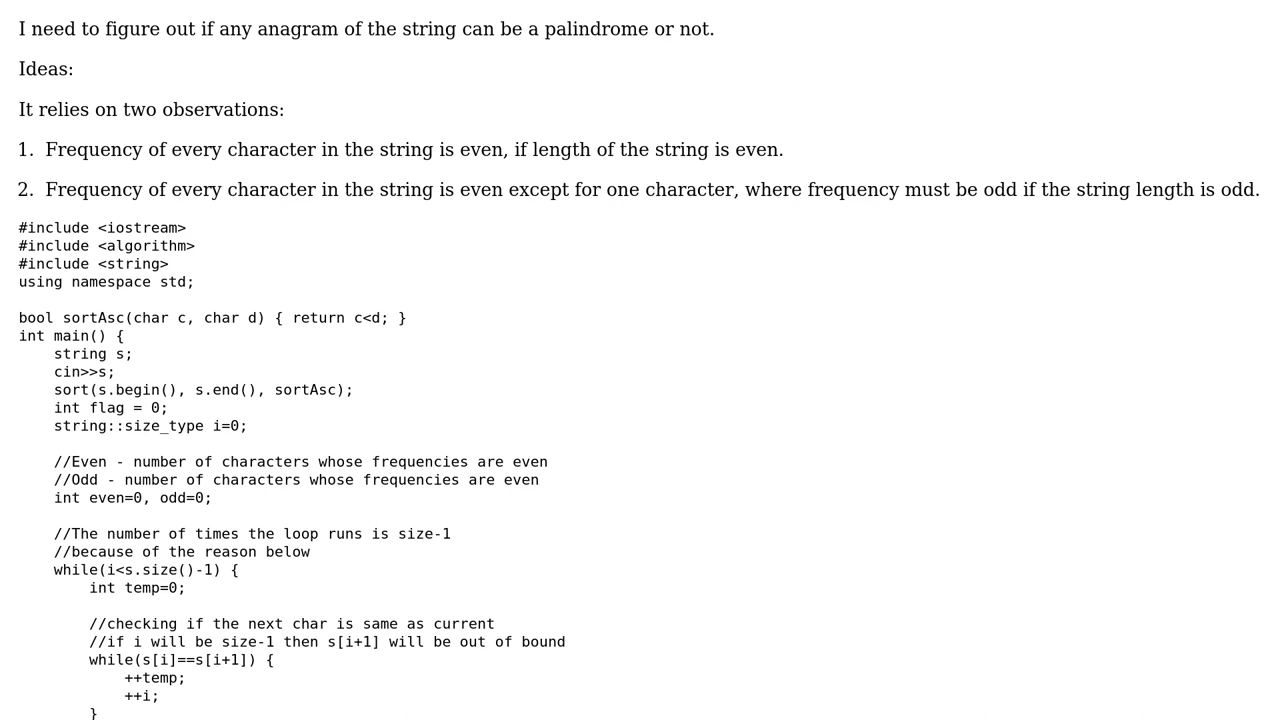 I need to figure out if any anagram of the string can be a palindrome or not.
Ideas:
It relies on two observations:
1. Frequency of every character in the string is even, if length of the string is even.
2. Frequency of every character in the string is even except for one character, where frequency must be odd if the string length is odd.
#include <iostream>
#include <algorithm>
#include <string>
using namespace std;

bool sortAsc(char c, char d) { return c<d; }
int main() {
    string s;
    cin>>s;
    sort(s.begin(), s.end(), sortAsc);
    int flag = 0;
    string::size_type i=0;

    //Even - number of characters whose frequencies are even
    //Odd - number of characters whose frequencies are even
    int even=0, odd=0;

    //The number of times the loop runs is size-1
    //because of the reason below
    while(i<s.size()-1) {
        int temp=0;

        //checking if the next char is same as current
        //if i will be size-1 then s[i+1] will be out of bound
        while(s[i]==s[i+1]) {
            ++temp;
            ++i;
        }